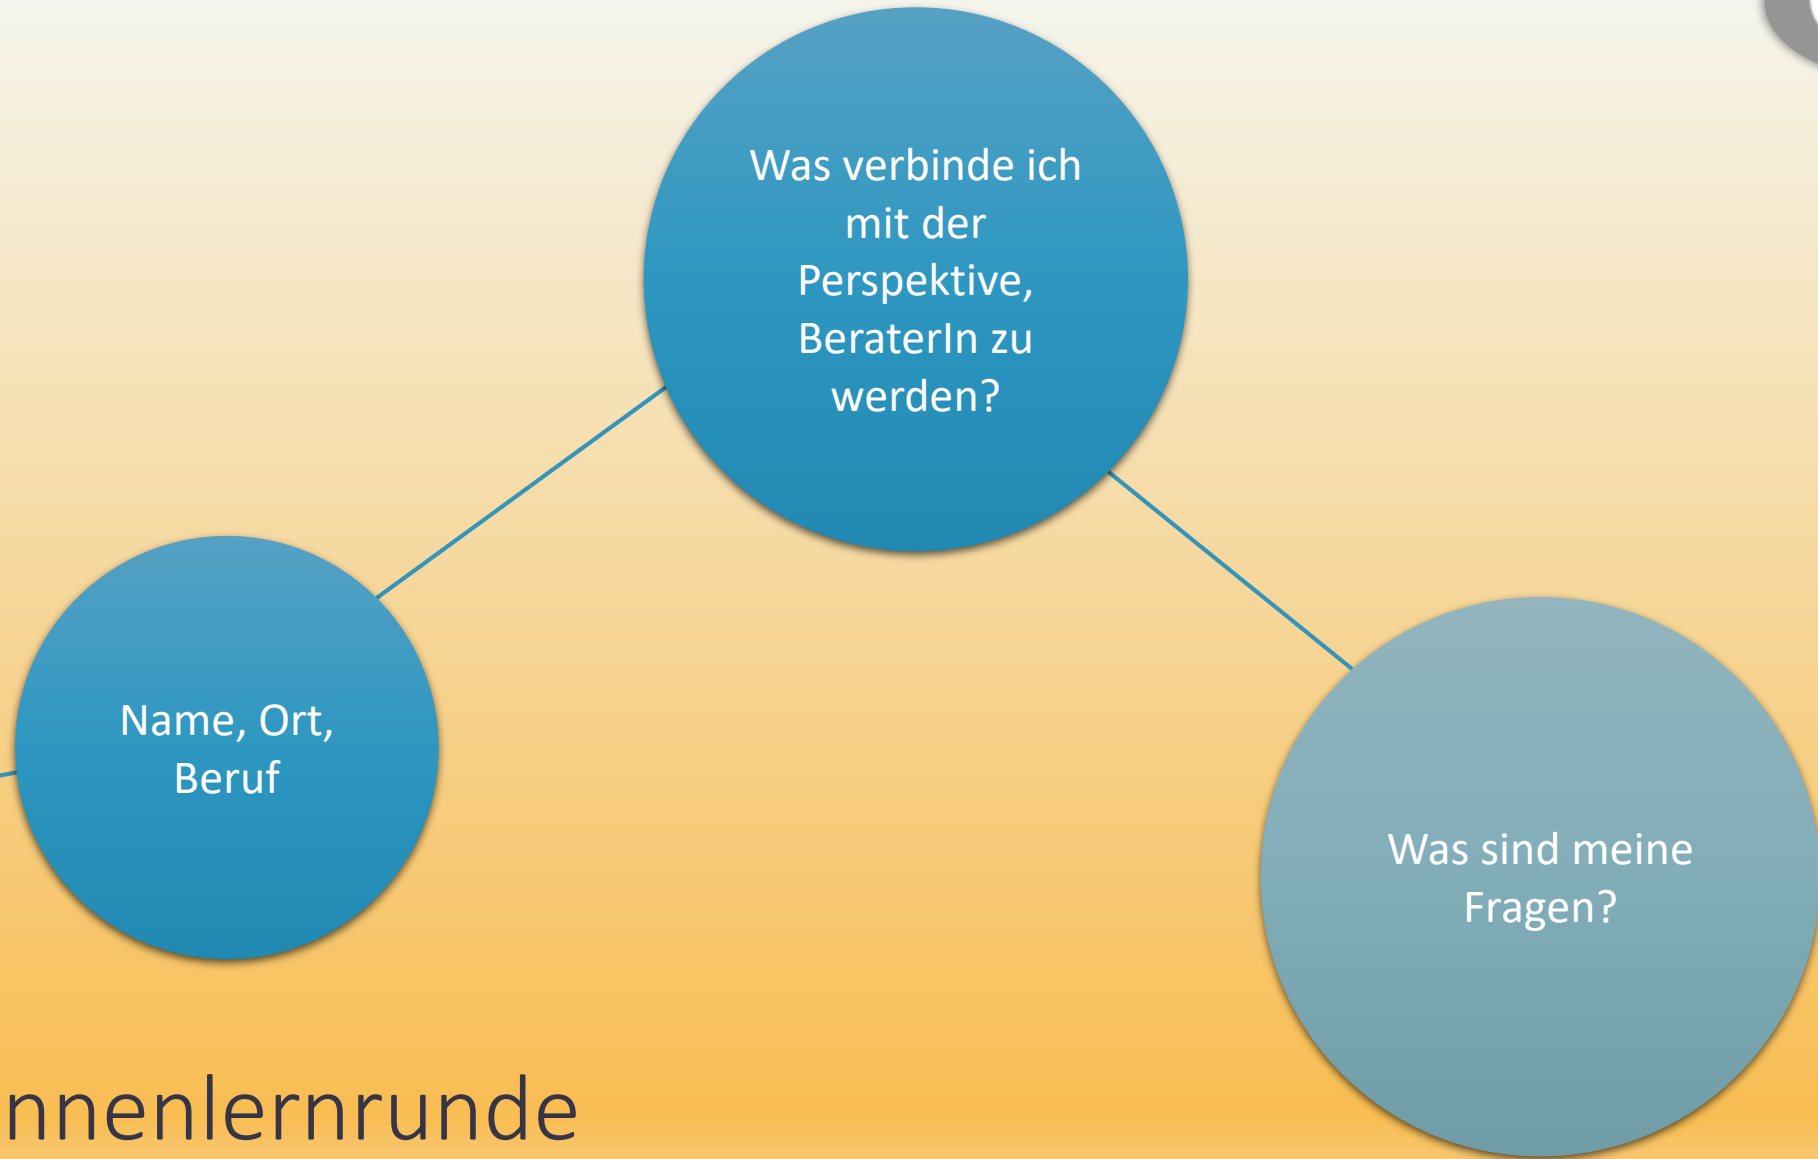 Was verbinde ich
mit der
Perspektive,
BeraterIn zu
werden?
Name, Ort,
Beruf
Was sind meine
Fragen?
nnenlernrunde